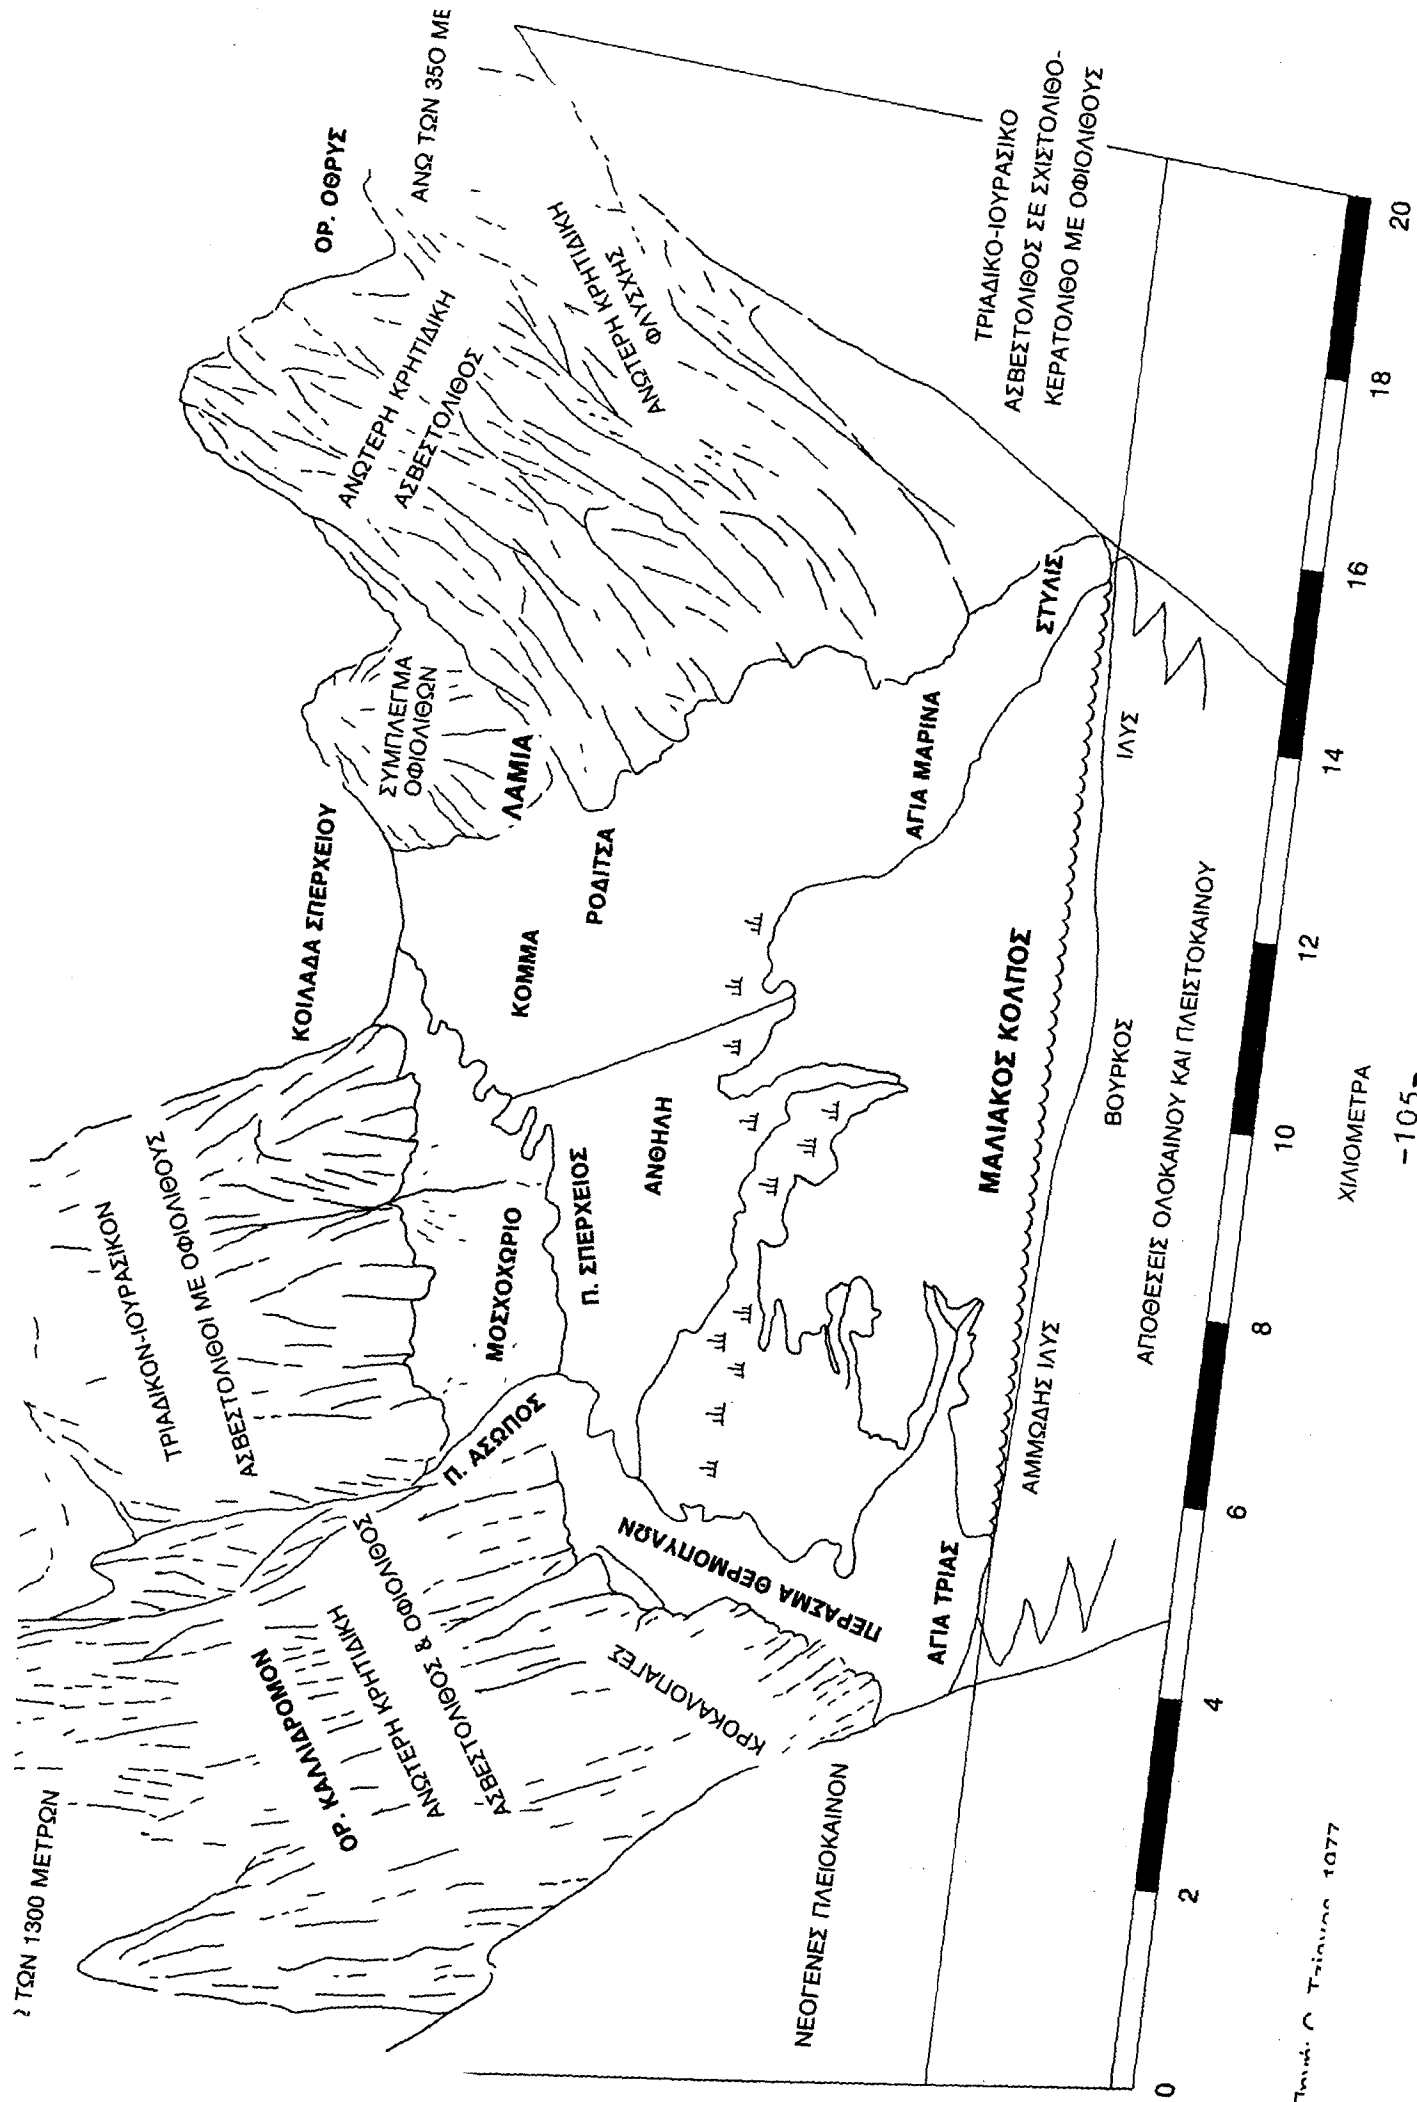 ΤΩΝ 1300 ΜΕΤΡΩΝ
ΑΝΩ ΤΩΝ 350 ΜΕ
ΟΡ. ΟΘΡΥΣ
ΤΡΙΑΔΙΚΟΝ-ΙΟΥΡΑΣΙΚΟΝ
ΑΣΒΕΣΤΟΛΙΘΟΙ ΜΕ ΟΦΙΟΛΙΘΟΥΣ
ΚΟΙΛΑΔΑ ΣΠΕΡΧΕΙΟΥ
ΣΥΜΠΛΕΓΜΑ
ΟΦΙΟΛΙΘΩΝ
ΑΝΩΤΕΡΗ ΚΡΗΤΙΔΙΚΗ
ΑΣΒΕΣΤΟΛΙΘΟΣ
ΑΝΩΤΕΡΗ ΚΡΗΤΙΔΙΚΗ
ΦΛΥΣΧΗΣ
ΟΡ. ΚΑΛΛΙΔΡΟΜΟΝ
ΑΝΩΤΕΡΗ ΚΡΗΤΙΔΙΚΗ
ΑΣΒΕΣΤΟΛΙΘΟΣ & ΟΦΙΟΛΙΘΟΣ
Π. ΑΣΩΠΟΣ
ΜΟΣΧΟΧΩΡΙΟ
ΚΟΜΜΑ
ΛΑΜΙΑ
ΡΟΔΙΤΣΑ
Π. ΣΠΕΡΧΕΙΟΣ
ΑΝΘΗΛΗ
ΚΡΟΚΑΛΟΠΑΓΕΣ
ΠΕΡΑΣΜΑ ΘΕΡΜΟΠΥΛΩΝ
ΑΓΙΑ ΜΑΡΙΝΑ
ΣΤΥΛΙΣ
ΑΓΙΑ ΤΡΙΑΣ
ΜΑΛΙΑΚΟΣ ΚΟΛΠΟΣ
ΤΡΙΑΔΙΚΟ-ΙΟΥΡΑΣΙΚΟ
ΑΣΒΕΣΤΟΛΙΘΟΣ ΣΕ ΣΧΙΣΤΟΛΙΘΟ-
ΚΕΡΑΤΟΛΙΘΟ ΜΕ ΟΦΙΟΛΙΘΟΥΣ
ΝΕΟΓΕΝΕΣ ΠΛΕΙΟΚΑΙΝΟΝ
ΑΜΜΩΔΗΣ ΙΛΥΣ
ΒΟΥΡΚΟΣ
ΙΛΥΣ
ΑΠΟΘΕΣΕΙΣ ΟΛΟΚΑΙΝΟΥ ΚΑΙ ΠΛΕΙΣΤΟΚΑΙΝΟΥ
0 2 4 6 8 10 12 14 16 18 20
ΧΙΛΙΟΜΕΤΡΑ
-105-